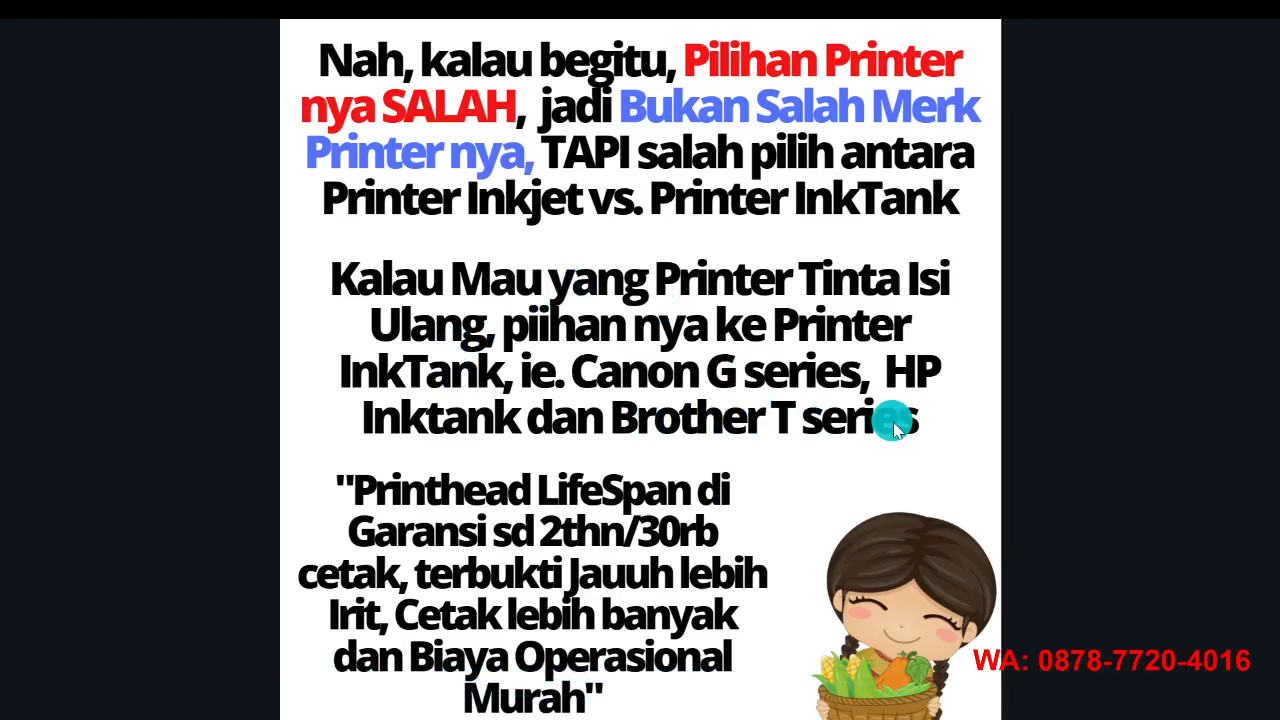 Nah, kalau begitu, Pilihan Printer
nya SALAH, jadi Bukan Salah Merk
Printer nya, TAPI salah pilih antara
Printer Inkjet vs. Printer InkTank
Kalau Mau yang Printer Tinta Isi
Ulang, piihan nya ke Printer
InkTank, ie. Canon G series, HP
Inktank dan Brother T series
"Printhead LifeSpan di
Garansi sd 2thn/30rb
cetak, terbukti Jauuh lebih
Irit, Cetak lebih banyak
dan Biaya Operasional
Murah"
WA: 0878-7720-4016